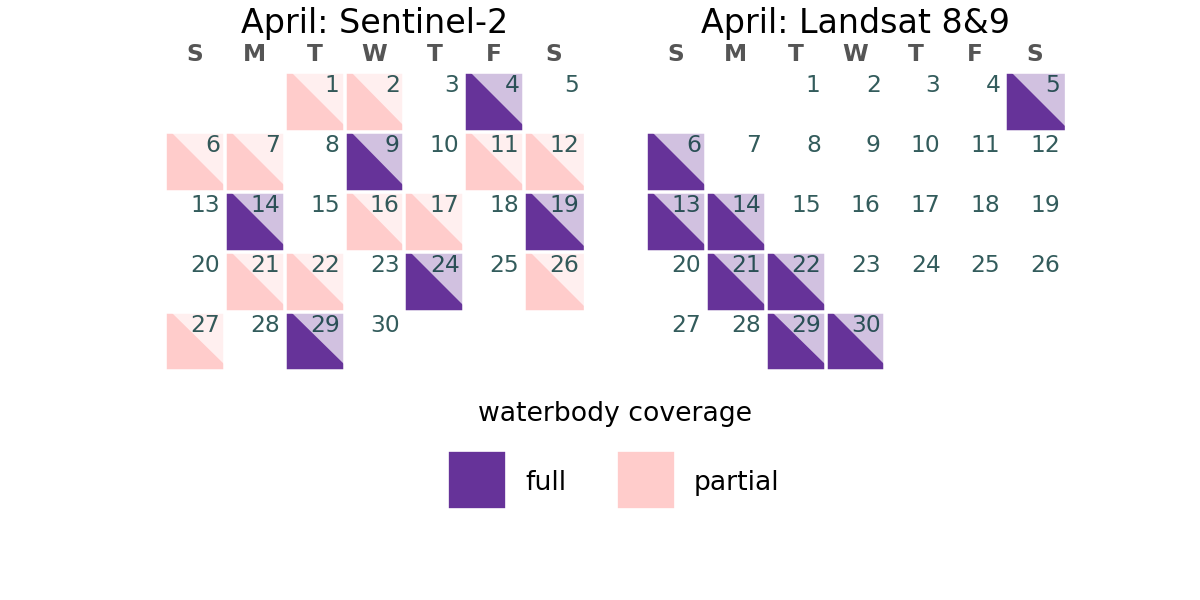 April: Sentinel-2
S M T W T F S
1 2 3 4 5
6 7 8 9 10 11 12
13 14 15 16 17 18 19
20 21 22 23 24 25 26
27 28 29 30
April: Landsat 8&9
S M T W T F S
1 2 3 4 5
6 7 8 9 10 11 12
13 14 15 16 17 18 19
20 21 22 23 24 25 26
27 28 29 30
waterbody coverage
full partial